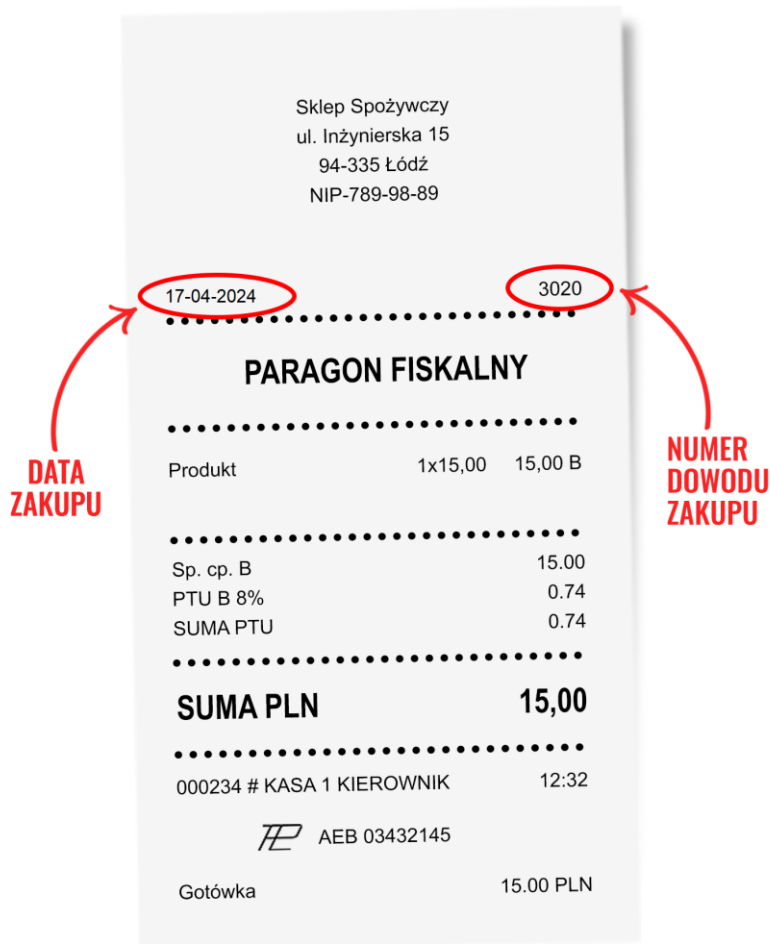 Sklep Spożywczy
ul. Inżynierska 15
94-335 Łódź
NIP-789-98-89
17-04-2024 3020
PARAGON FISKALNY
DATA
ZAKUPU
NUMER
DOWODU
ZAKUPU
Produkt 1x15,00 15,00 B
Sp. cp. B 15.00
PTU B 8% 0.74
SUMA PTU 0.74
SUMA PLN 15,00
000234 # KASA 1 KIEROWNIK 12:32
AEB 03432145
Gotówka 15.00 PLN